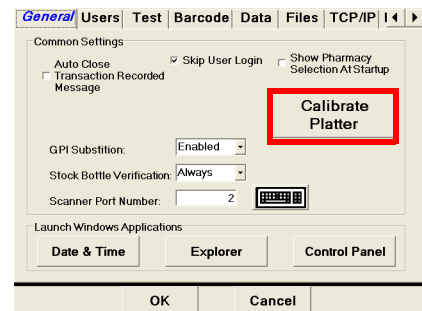 General Users Test Barcode Data Files TCP/IP
Common Settings
Auto Close
Transaction Recorded
Message
Skip User Login
Show Pharmacy
Selection At Startup
Calibrate
Platter
GPI Substition: Enabled
Stock Bottle Verification: Always
Scanner Port Number: 2
Launch Windows Applications
Date & Time Explorer Control Panel
OK Cancel